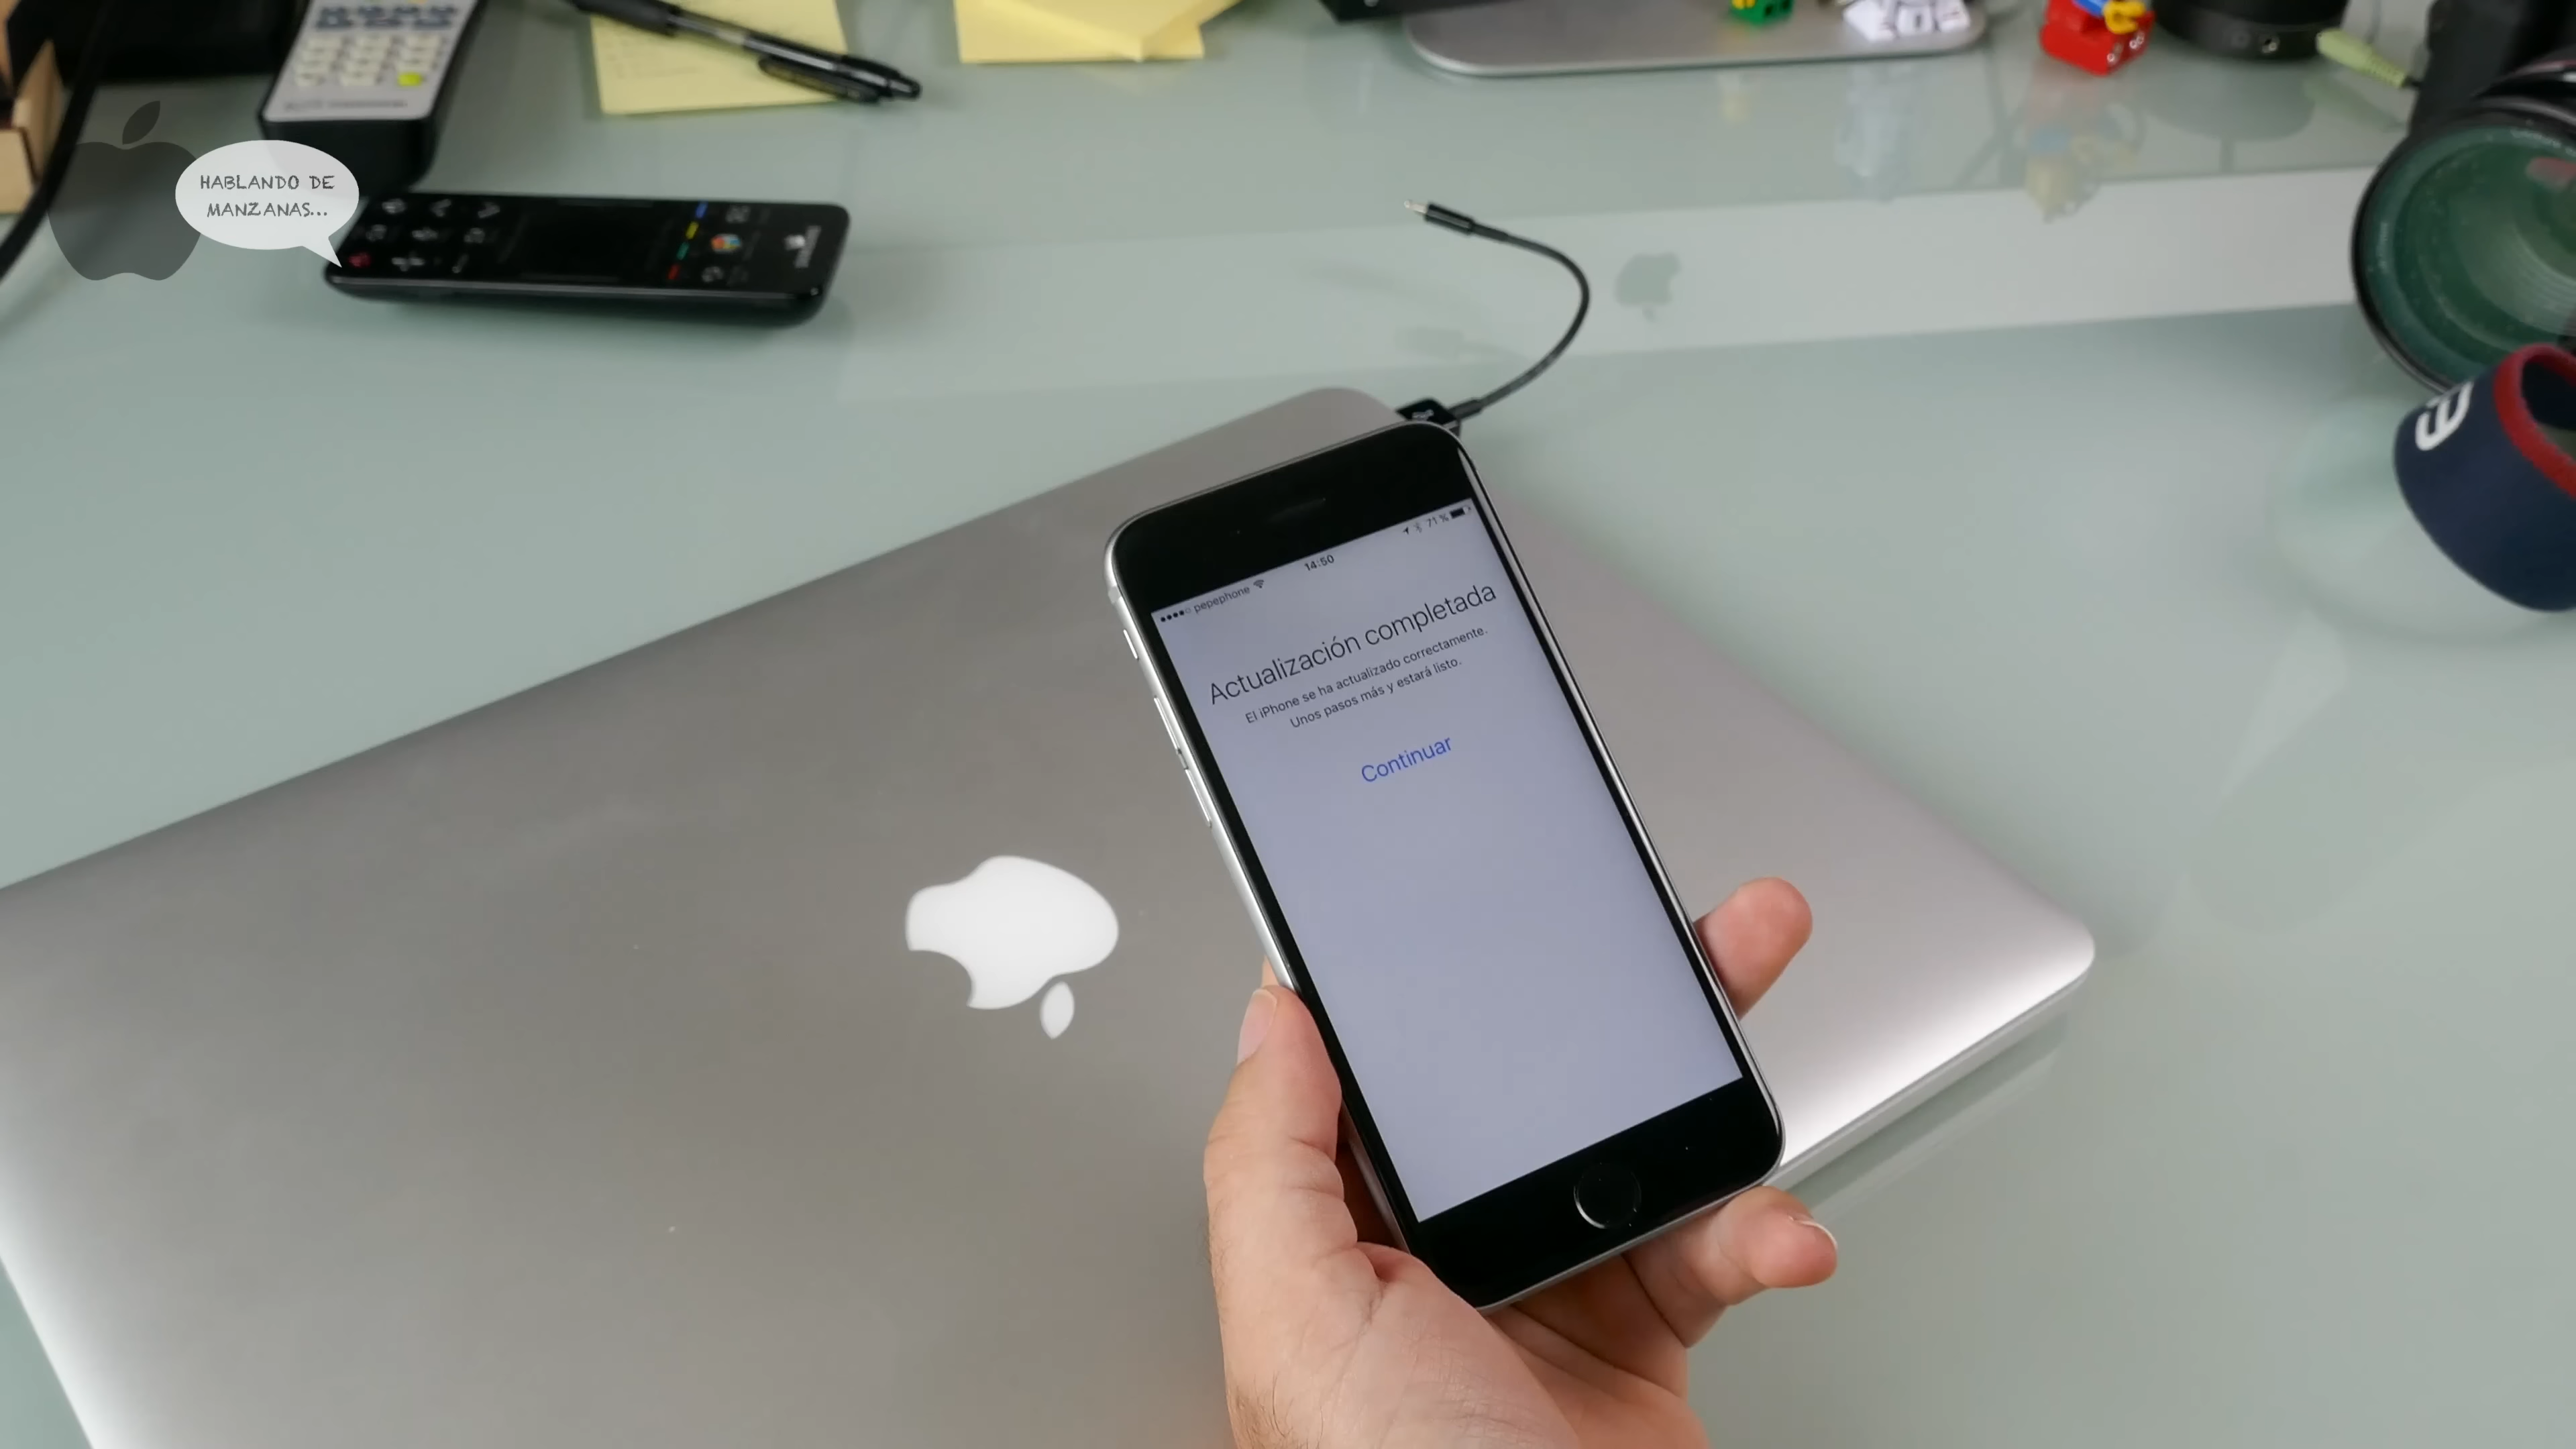 HABLANDO DE
MANZANAS...
pepephone
14:50
71 %
Actualización completada
El iPhone se ha actualizado correctamente.
Unos pasos más y estará listo.
Continuar